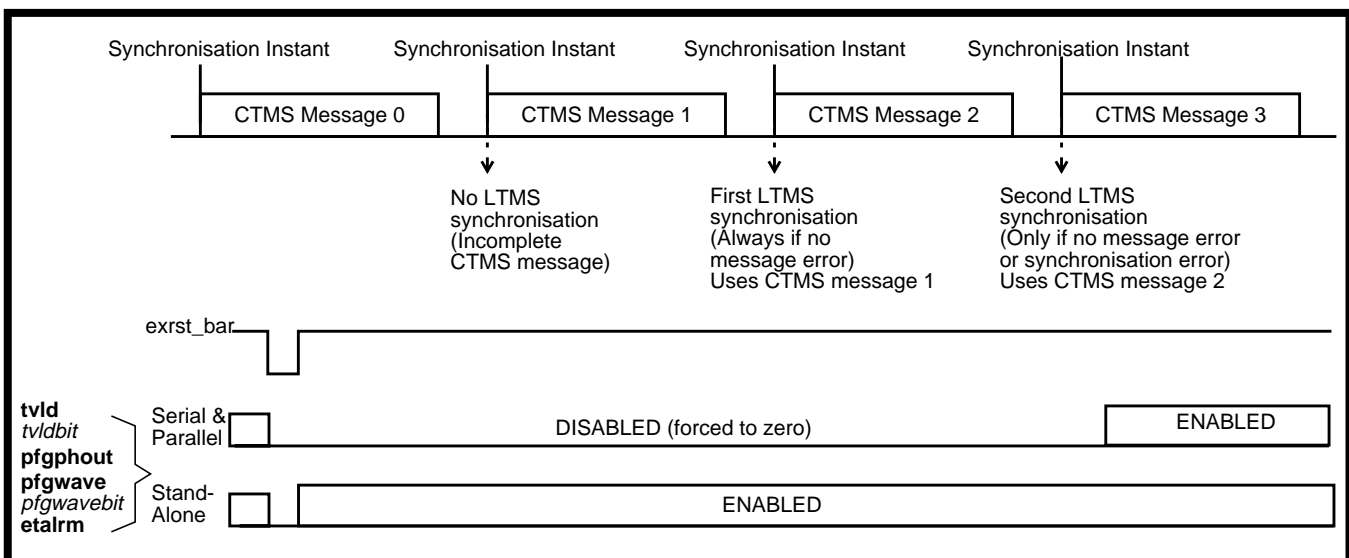 Synchronisation Instant Synchronisation Instant Synchronisation Instant Synchronisation Instant
CTMS Message 0 CTMS Message 1 CTMS Message 2 CTMS Message 3
No LTMS
synchronisation
(Incomplete
CTMS message)
First LTMS
synchronisation
(Always if no
message error)
Uses CTMS message 1
Second LTMS
synchronisation
(Only if no message error
or synchronisation error)
Uses CTMS message 2
exrst_bar
tvld
tvldbit
pfgphout
pfgwave
pfgwavebit
etalrm
Serial &
Parallel
DISABLED (forced to zero)
ENABLED
Stand-
Alone
ENABLED